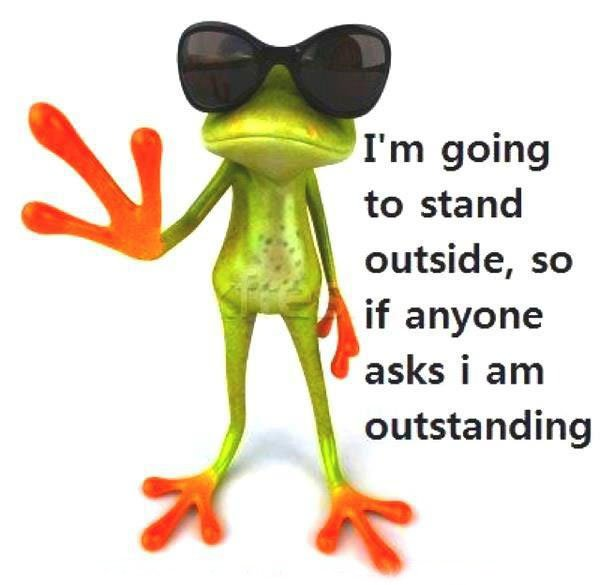 I'm going
to stand
outside, so
if anyone
asks i am
outstanding